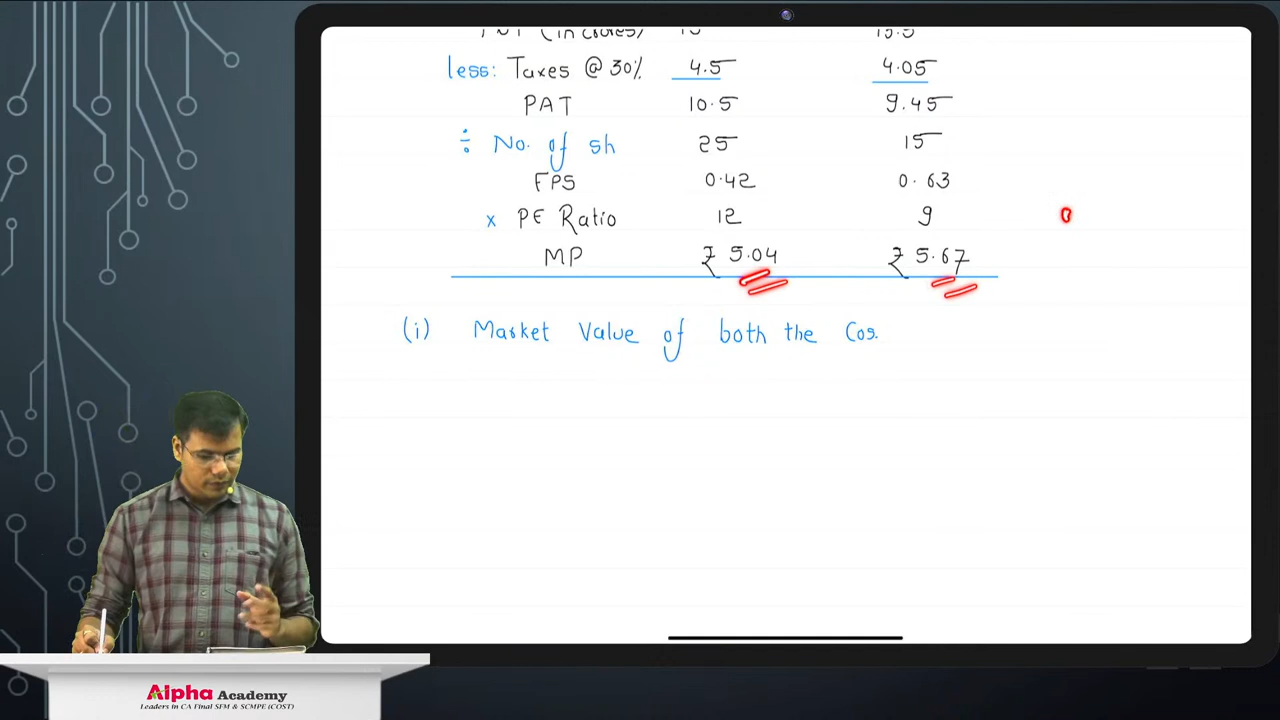 less: Taxes @ 30% 4.5 4.05
PAT 10.5 9.45
÷ No. of sh 25 15
EPS 0.42 0.63
x PE Ratio 12 9
MP ₹ 5.04 ₹ 5.67
(i) Market Value of both the Cos.
Alpha Academy
Leaders in CA Final SFM & SCMPE (COST)